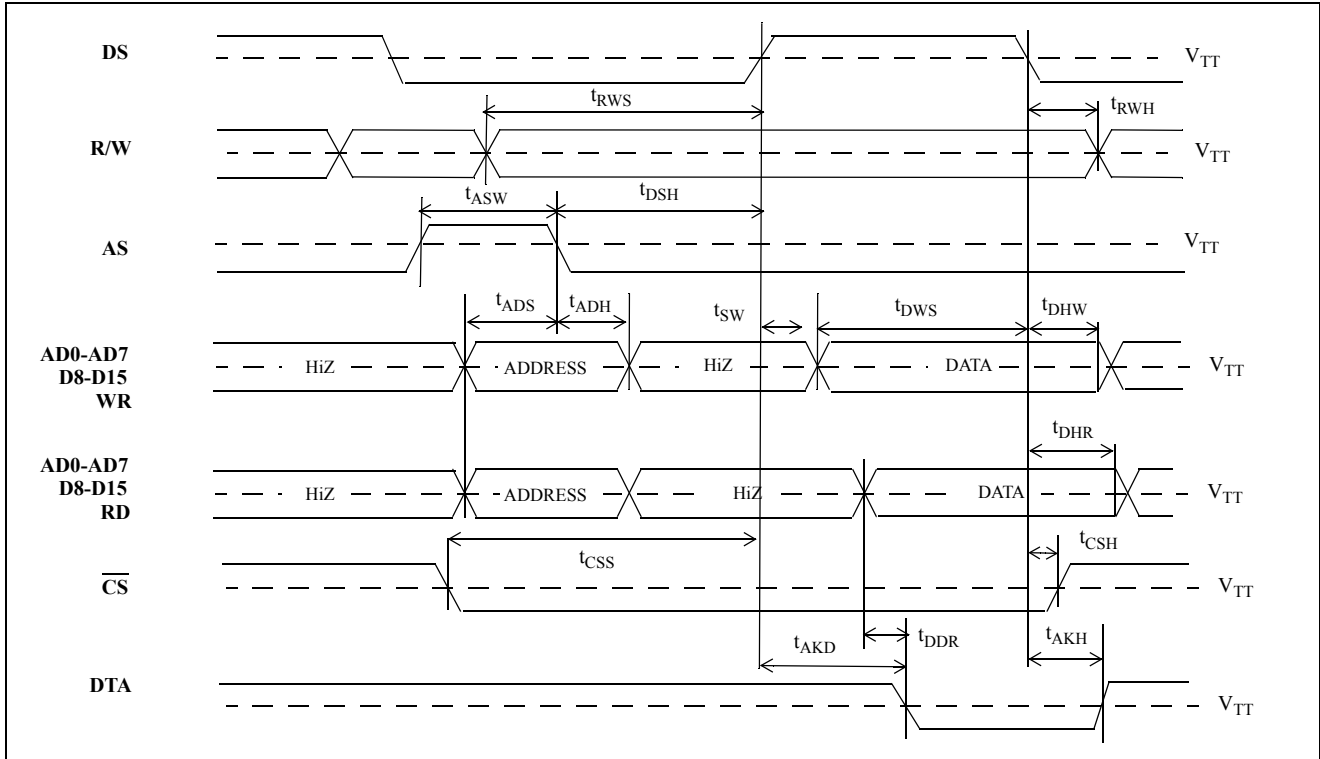 DS
V_TT
t_RWS
t_RWH
R/W
V_TT
t_ASW
t_DSH
AS
V_TT
t_ADS
t_ADH
t_SW
t_DWS
t_DHW
AD0-AD7
D8-D15
WR
HiZ
ADDRESS
HiZ
DATA
V_TT
t_DHR
AD0-AD7
D8-D15
RD
HiZ
ADDRESS
HiZ
DATA
V_TT
t_CSS
t_CSH
CS
V_TT
t_AKD
t_DDR
t_AKH
DTA
V_TT